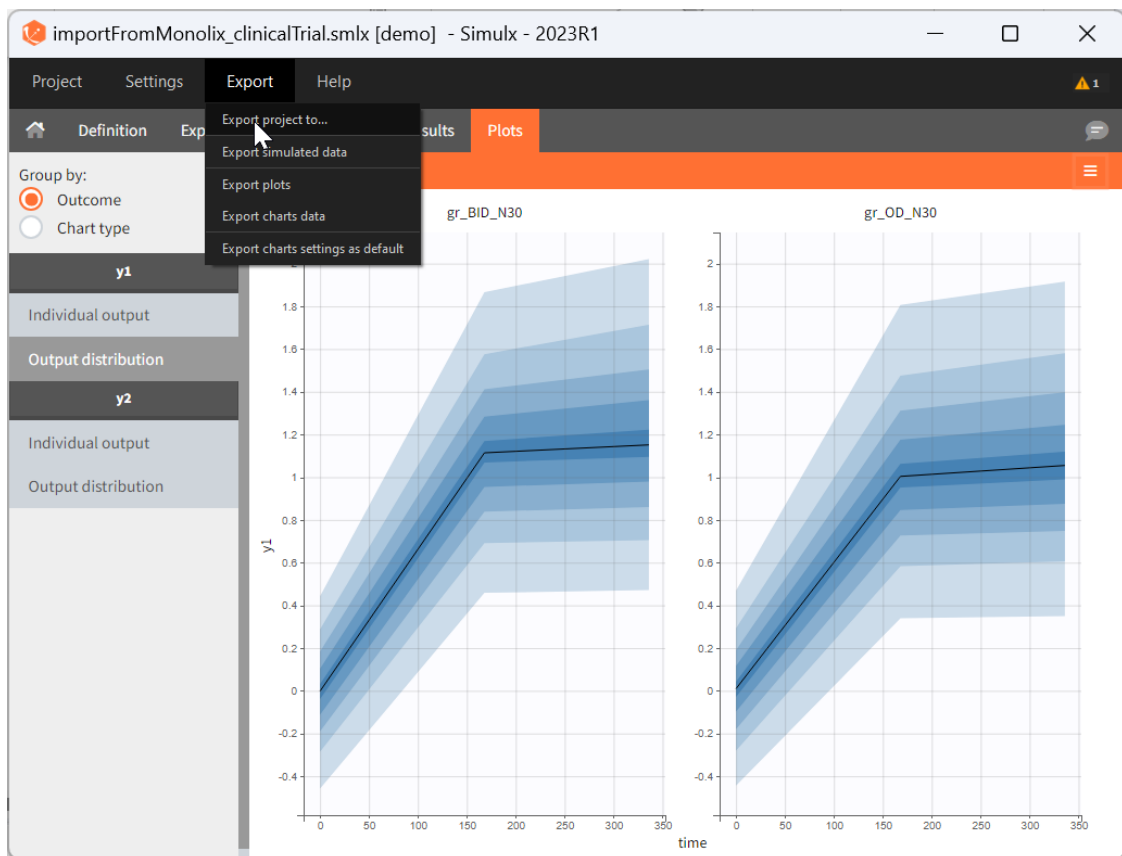 importFromMonolix_clinicalTrial.smlx [demo] - Simulx - 2023R1
Project Settings Export Help 1
Definition Exp sults Plots
Export project to...
Export simulated data
Export plots
Export charts data
Export charts settings as default
Group by:
Outcome
Chart type
y1
Individual output
Output distribution
y2
Individual output
Output distribution
gr_BID_N30
2
1.8
1.6
1.4
1.2
1
0.8
0.6
0.4
0.2
0
-0.2
-0.4
0 50 100 150 200 250 300 350
y1
gr_OD_N30
2
1.8
1.6
1.4
1.2
1
0.8
0.6
0.4
0.2
0
-0.2
-0.4
0 50 100 150 200 250 300 350
time